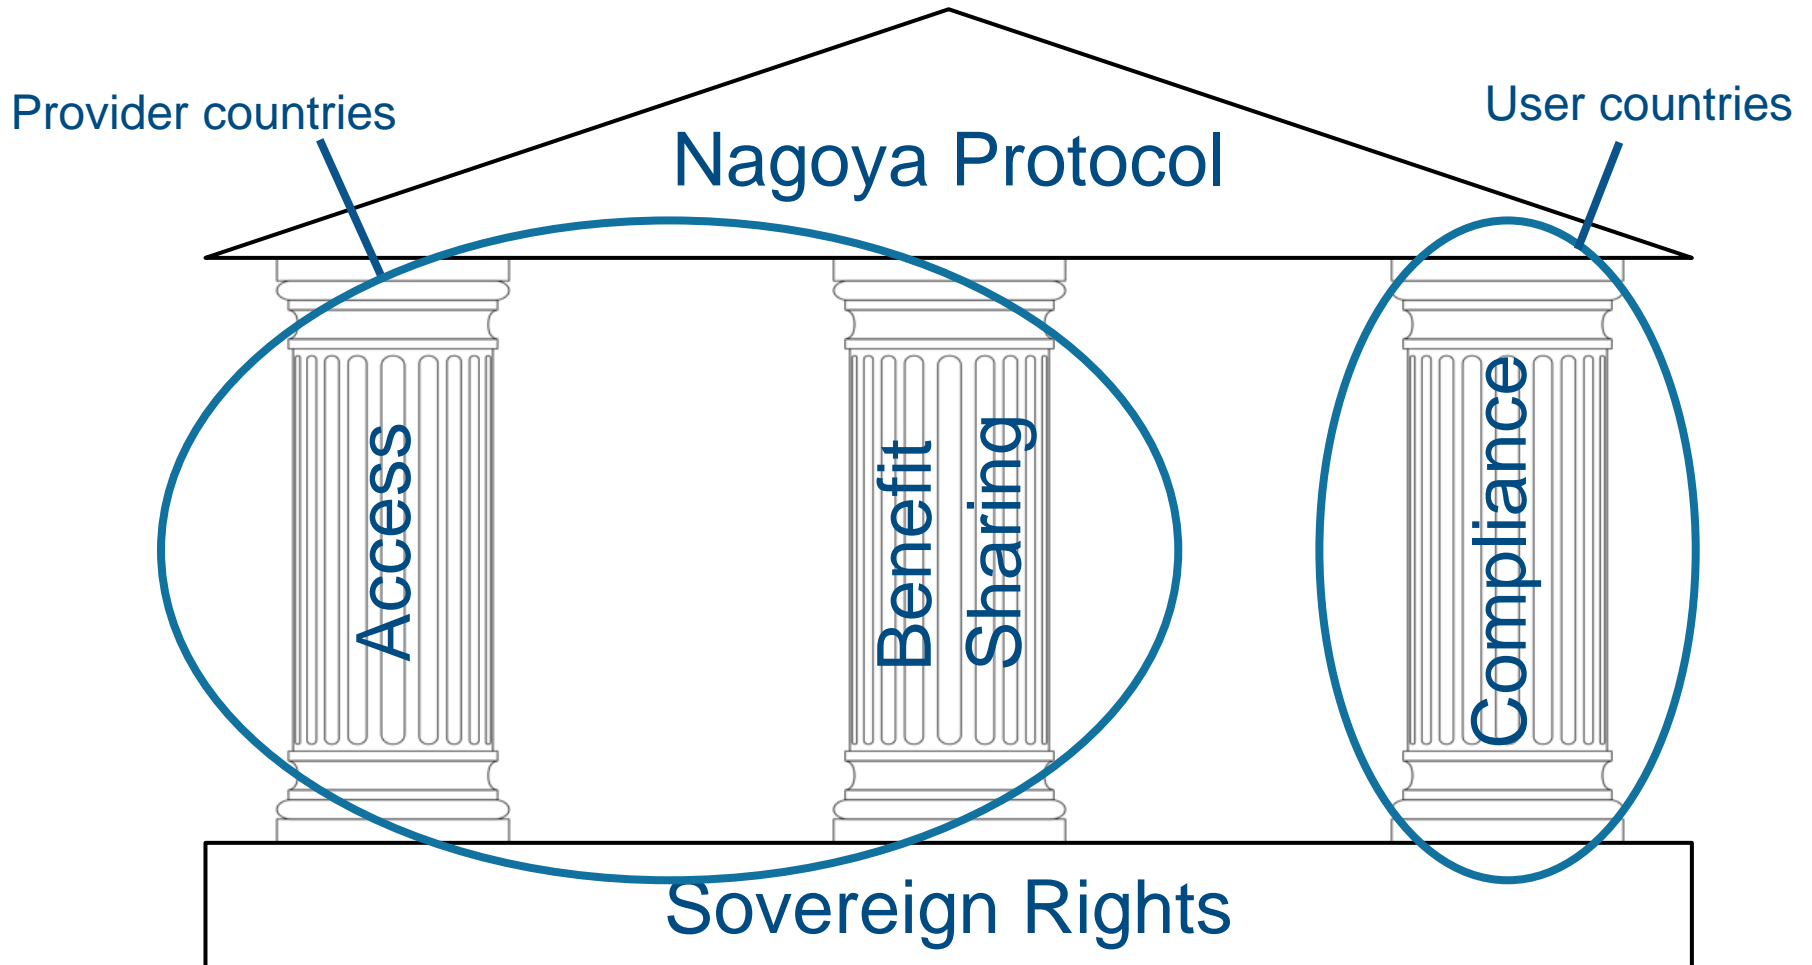 Provider countries
User countries
Nagoya Protocol
Access
Benefit
Sharing
Compliance
Sovereign Rights